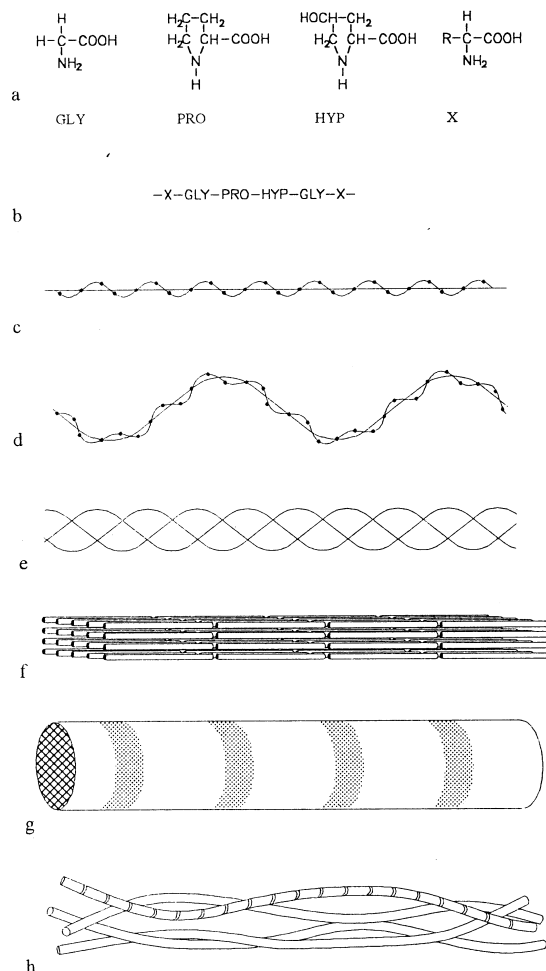 H H₂C-CH₂ HOC-CH₂ H
H-C-COOH H₂C CH-COOH H₂C CH-COOH R-C-COOH
NH₂ N N NH₂
H H
a
GLY PRO HYP X
-X-GLY-PRO-HYP-GLY-X-
b
c
d
e
f
g
h